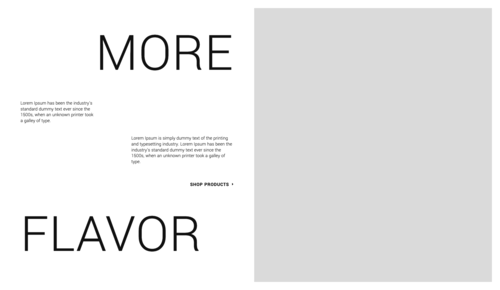 MORE
Lorem Ipsum has been the industry's
standard dummy text ever since the
1500s, when an unknown printer took
a galley of type
Lorem Ipsum is simply dummy text of the printing
and typesetting industry. Lorem Ipsum has been the
industry's standard dummy text ever since the
1500s, when an unknown printer took a galley of
type
SHOP PRODUCTS
FLAVOR